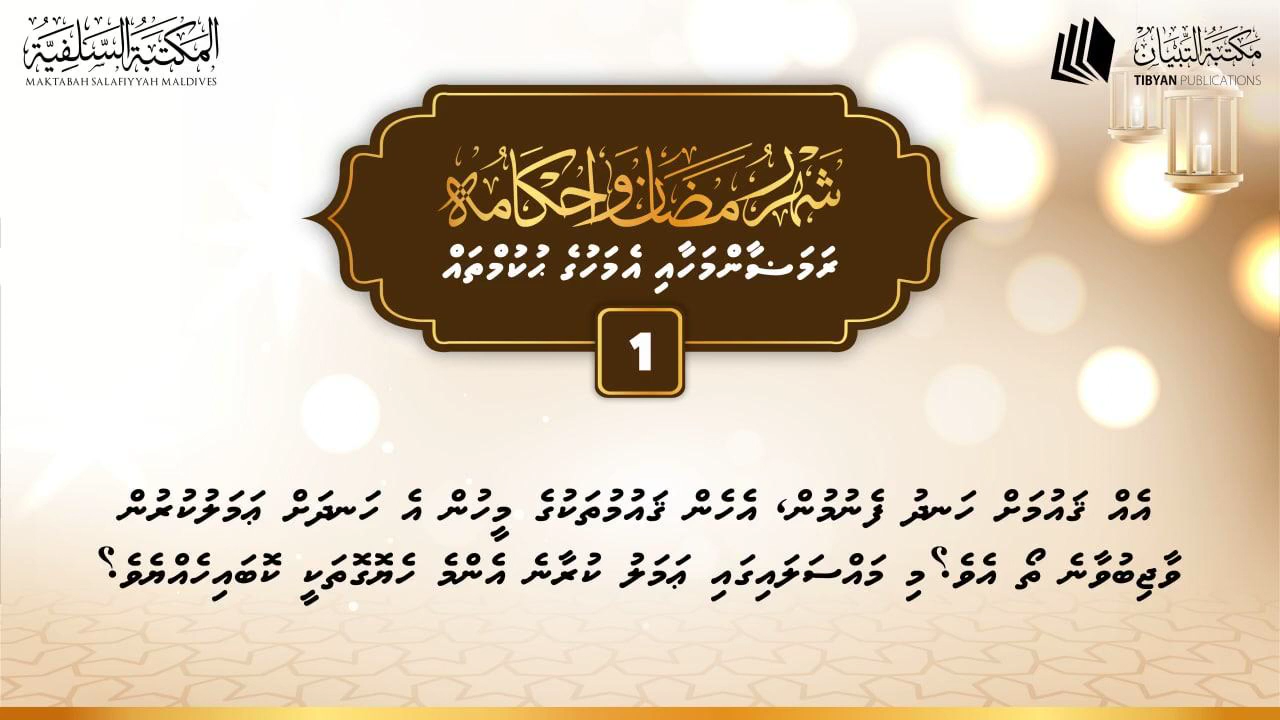 المكتبة السلفية
MAKTABAH SALAFIYYAH MALDIVES
مكتبة التبيان
TIBYAN PUBLICATIONS
شهر رمضان وأحكامه
ރަމަޟާންމަހާއި އެމަހުގެ ޙުކުމްތައް
1
އެއް ޤައުމަށް ހަނދު ފެނުމުން، އެހެން ޤައުމުތަކުގެ މީހުން އެ ހަނދަށް ޢަމަލުކުރުން
ވާޖިބުވާނެ ތޯ އެވެ؟ މި މައްސަލައިގައި ޢަމަލު ކުރާނެ އެންމެ ހެޔޮގޮތަކީ ކޮބައިހެއްޔެވެ؟